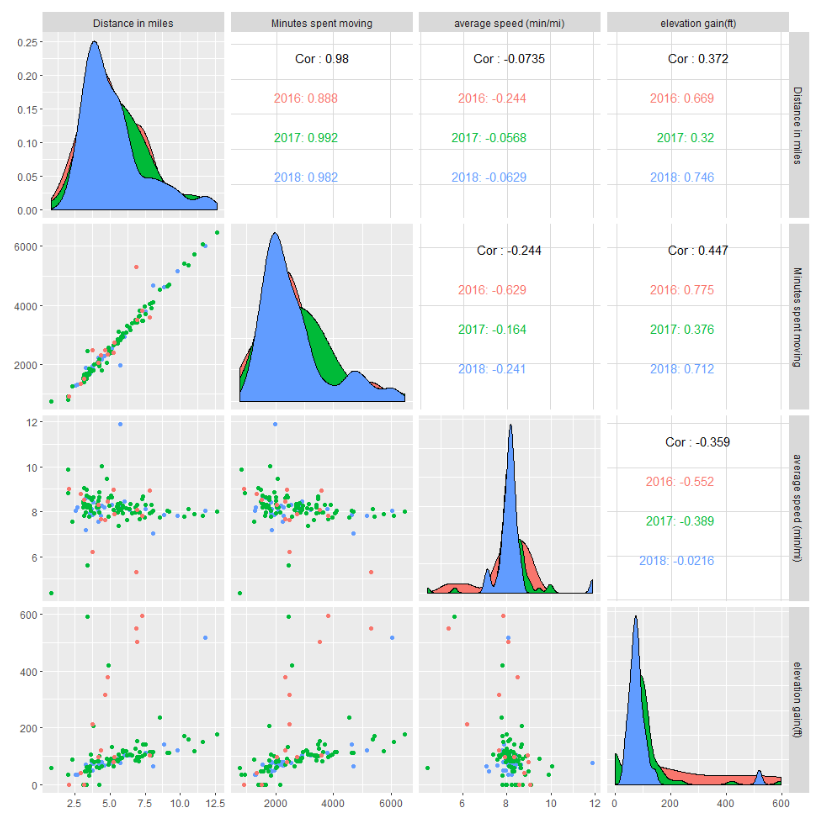 Distance in miles
Minutes spent moving
average speed (min/mi)
elevation gain(ft)
0.25
0.20
0.15
0.10
0.05
0.00
Cor : 0.98
2016: 0.888
2017: 0.992
2018: 0.982
Cor : -0.0735
2016: -0.244
2017: -0.0568
2018: -0.0629
Cor : 0.372
2016: 0.669
2017: 0.32
2018: 0.746
Distance in miles
6000
4000
2000
Cor : -0.244
2016: -0.629
2017: -0.164
2018: -0.241
Cor : 0.447
2016: 0.775
2017: 0.376
2018: 0.712
Minutes spent moving
12
10
8
6
Cor : -0.359
2016: -0.552
2017: -0.389
2018: -0.0216
average speed (min/mi)
600
400
200
0
elevation gain(ft)
2.5 5.0 7.5 10.0 12.5
2000 4000 6000
6 8 10 12
0 200 400 600